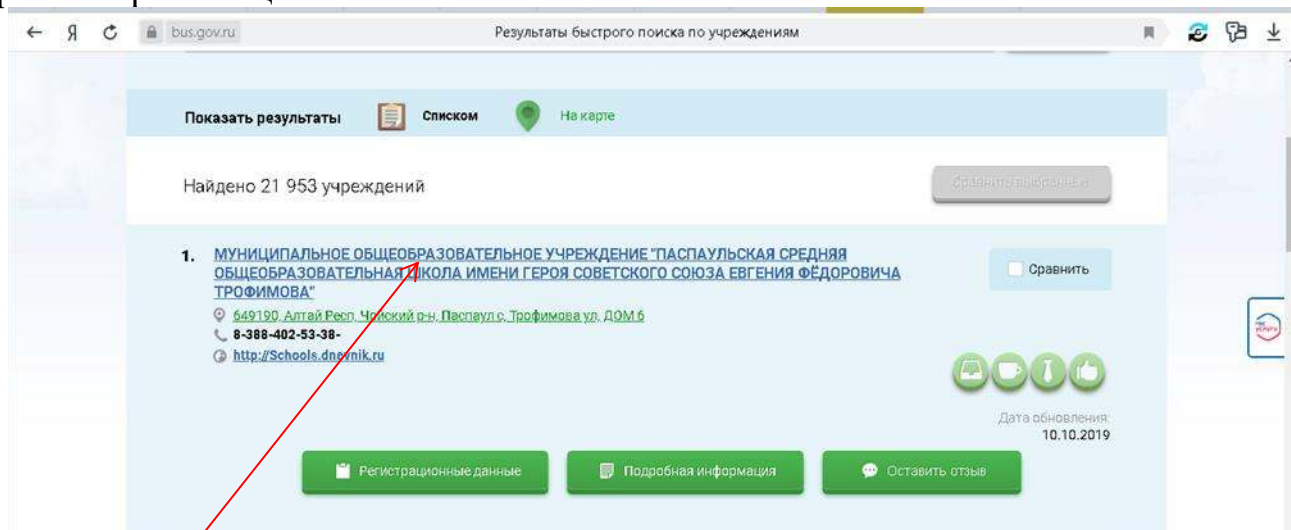 bus.gov.ru
Результаты быстрого поиска по учреждениям
Показать результаты
Списком
На карте
Найдено 21 953 учреждений
Сравнить выбранные
1. МУНИЦИПАЛЬНОЕ ОБЩЕОБРАЗОВАТЕЛЬНОЕ УЧРЕЖДЕНИЕ "ПАСПАУЛЬСКАЯ СРЕДНЯЯ
ОБЩЕОБРАЗОВАТЕЛЬНАЯ ШКОЛА ИМЕНИ ГЕРОЯ СОВЕТСКОГО СОЮЗА ЕВГЕНИЯ ФЁДОРОВИЧА
ТРОФИМОВА"
Сравнить
649190, Алтай Респ, Чойский р-н, Паспаул с, Трофимова ул, ДОМ 6
8-388-402-53-38-
http://Schools.dnevnik.ru
Дата обновления:
10.10.2019
Регистрационные данные
Подробная информация
Оставить отзыв